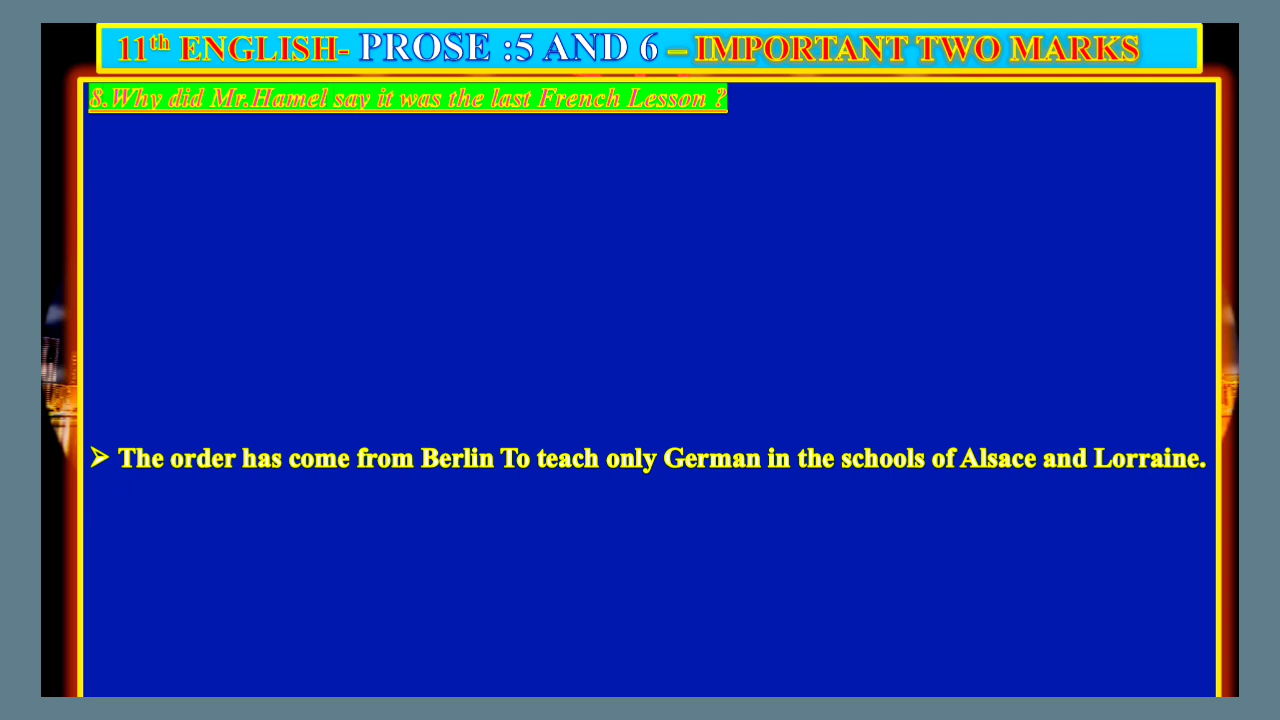 11th ENGLISH- PROSE :5 AND 6 – IMPORTANT TWO MARKS
8.Why did Mr.Hamel say it was the last French Lesson ?
➢ The order has come from Berlin To teach only German in the schools of Alsace and Lorraine.